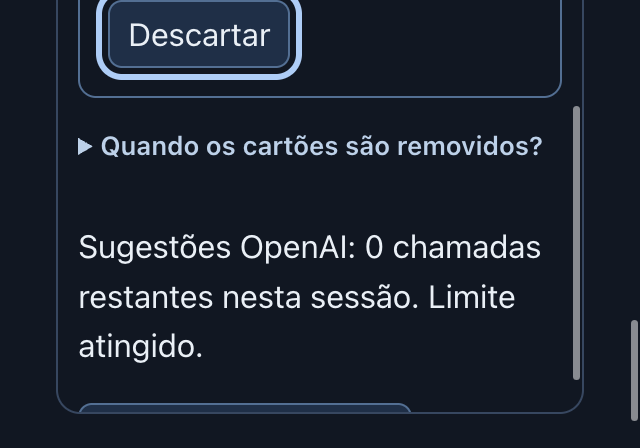 Descartar
Quando os cartões são removidos?
Sugestões OpenAI: 0 chamadas
restantes nesta sessão. Limite
atingido.